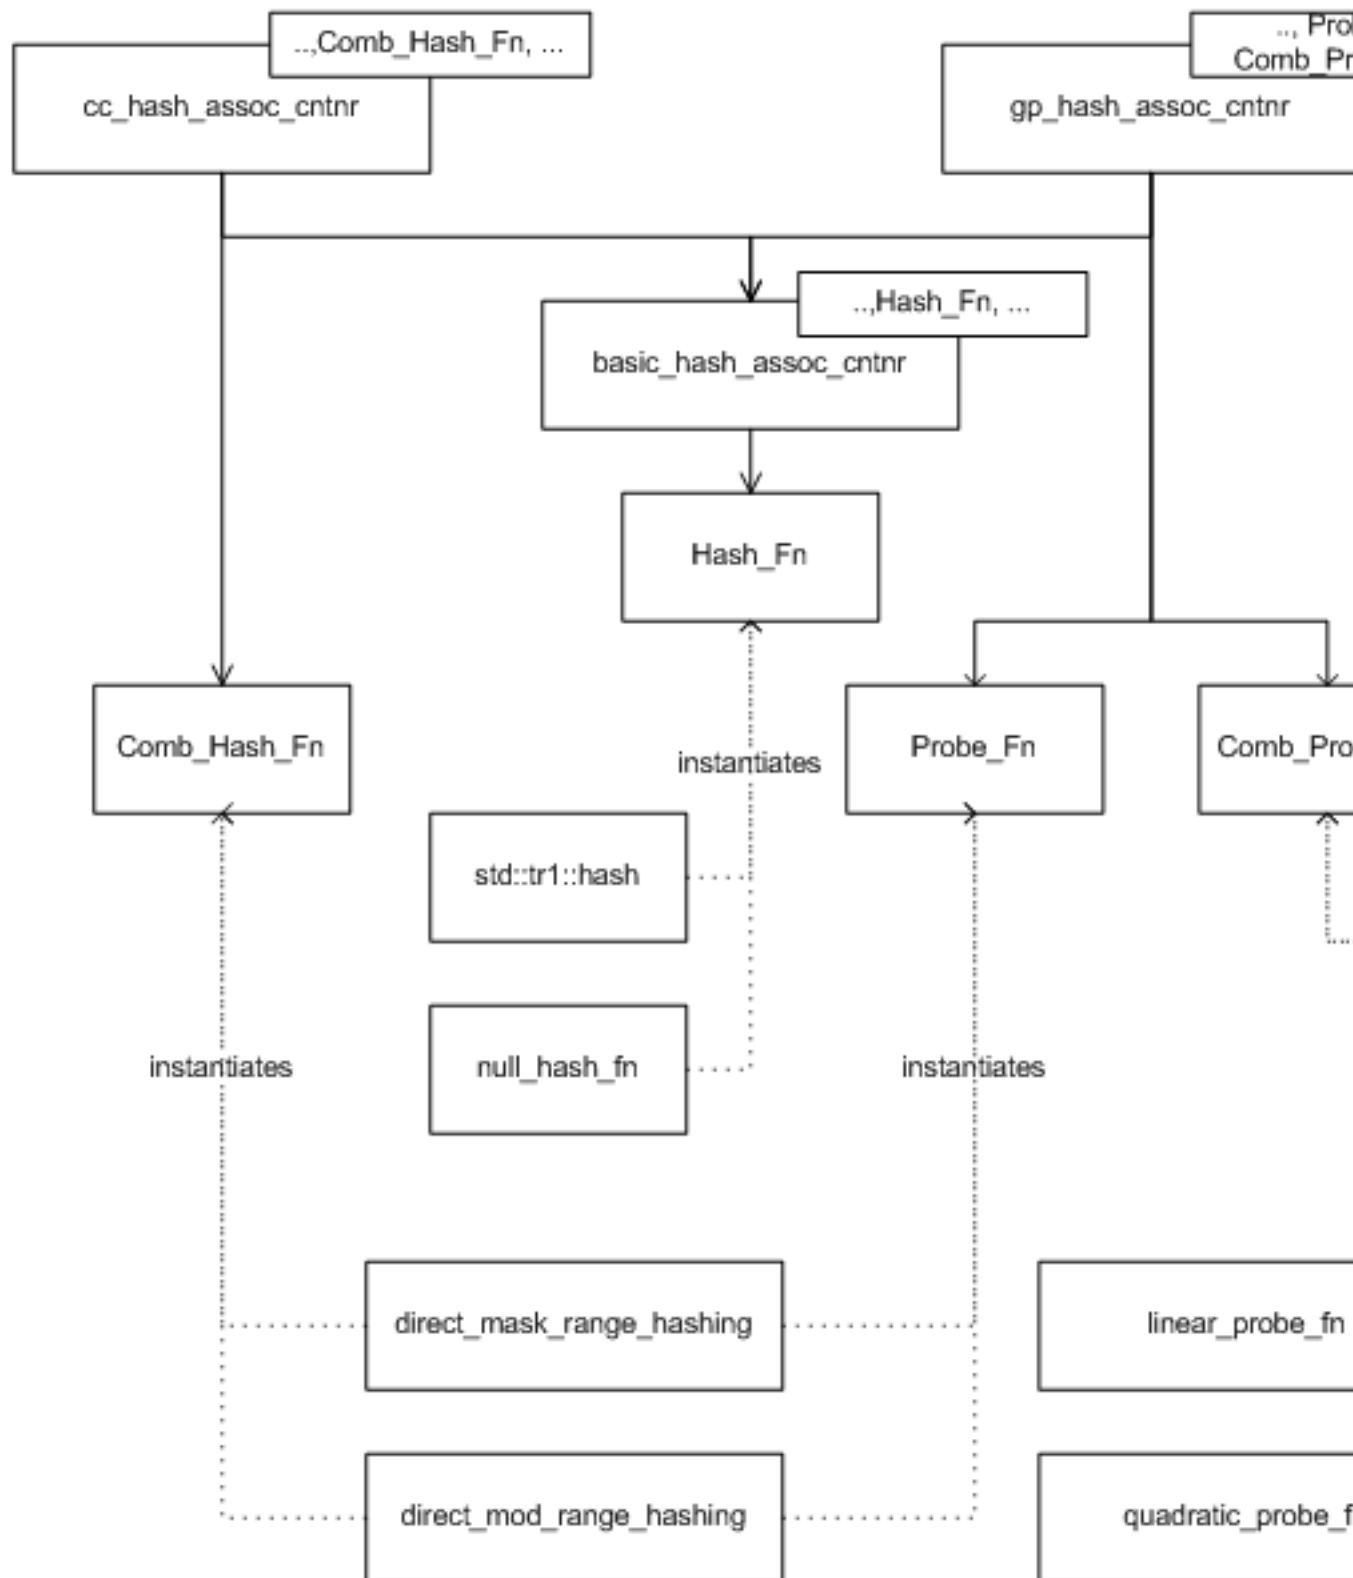 ..,Comb_Hash_Fn, ...
cc_hash_assoc_cntnr
..,
gp_hash_assoc_cntnr
..,Hash_Fn, ...
basic_hash_assoc_cntnr
Hash_Fn
Comb_Hash_Fn
instantiates
Probe_Fn
std::tr1::hash
instantiates
null_hash_fn
instantiates
direct_mask_range_hashing
linear_probe_fn
direct_mod_range_hashing